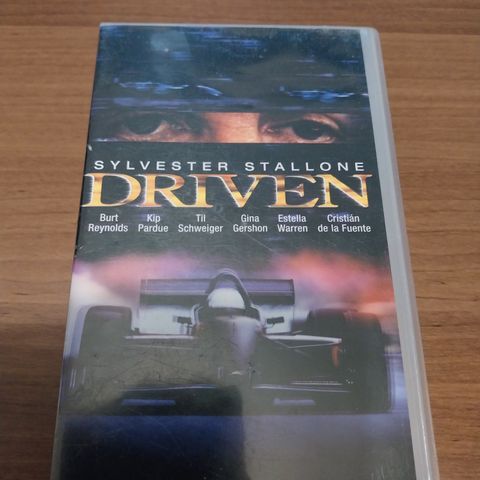 SYLVESTER STALLONE
DRIVEN
Burt Kip Til Gina Estella Cristián
Reynolds Pardue Schweiger Gershon Warren de la Fuente